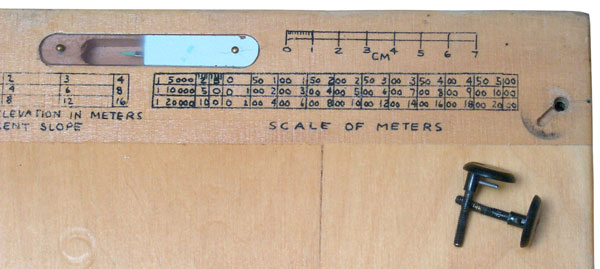 0 1 2 3 4 5 6 7
CM
2 3 4
4 6 8
8 12 16
1 5000 0 50 100 150 200 250 300 350 400 450 500
1 10000 0 100 200 300 400 500 600 700 800 900 1000
1 20000 100 0 200 400 600 800 1000 1200 1400 1600 1800 2000
LEVATION IN METERS
ENT SLOPE
SCALE OF METERS